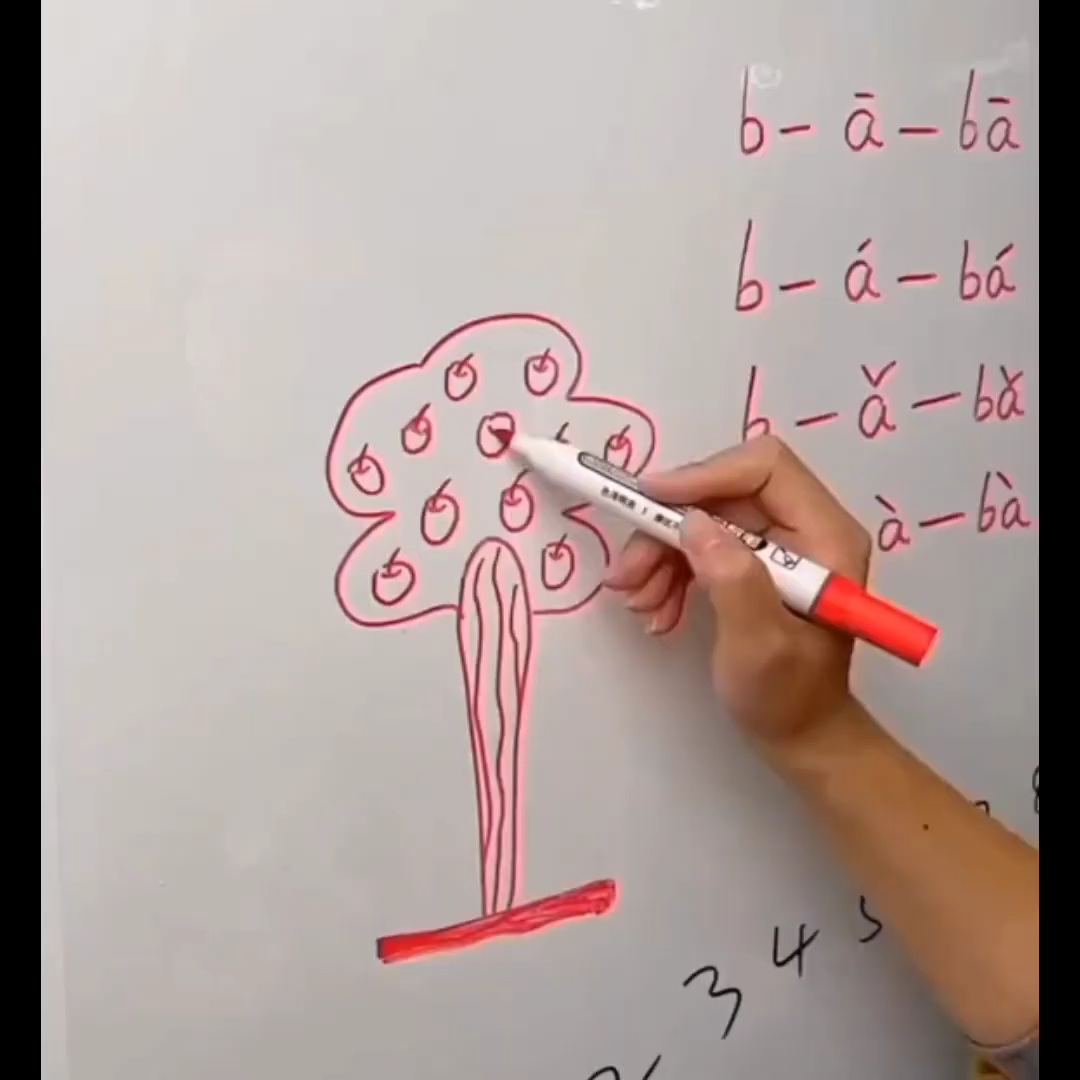 b - ā - bā
b - á - bá
b - ǎ - bǎ
à - bà
3 4 5